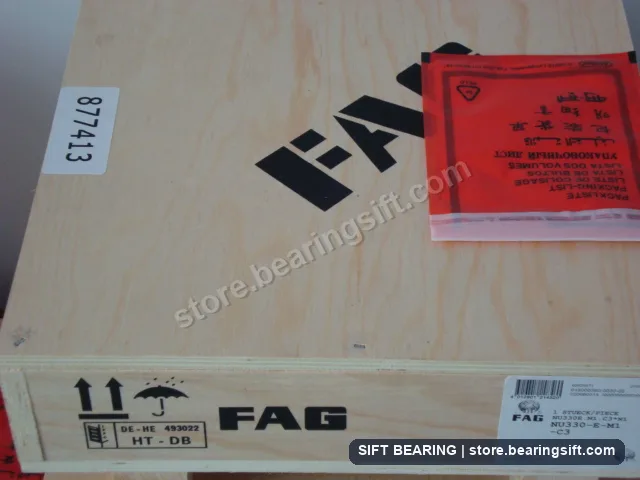 877413
FAG
PACKLISTE
PACKING-LIST
LISTE DE COLISAGE
LISTA DE BULTOS
LISTA DOS VOLUMES
УПАКОВОЧНЫЙ ЛИСТ
store.bearingsift.com
DE-HE 493022
HT - DB
FAG
FAG
1 STUECK/PIECE
NU330-E-M1
-C3
SIFT BEARING | store.bearingsift.com